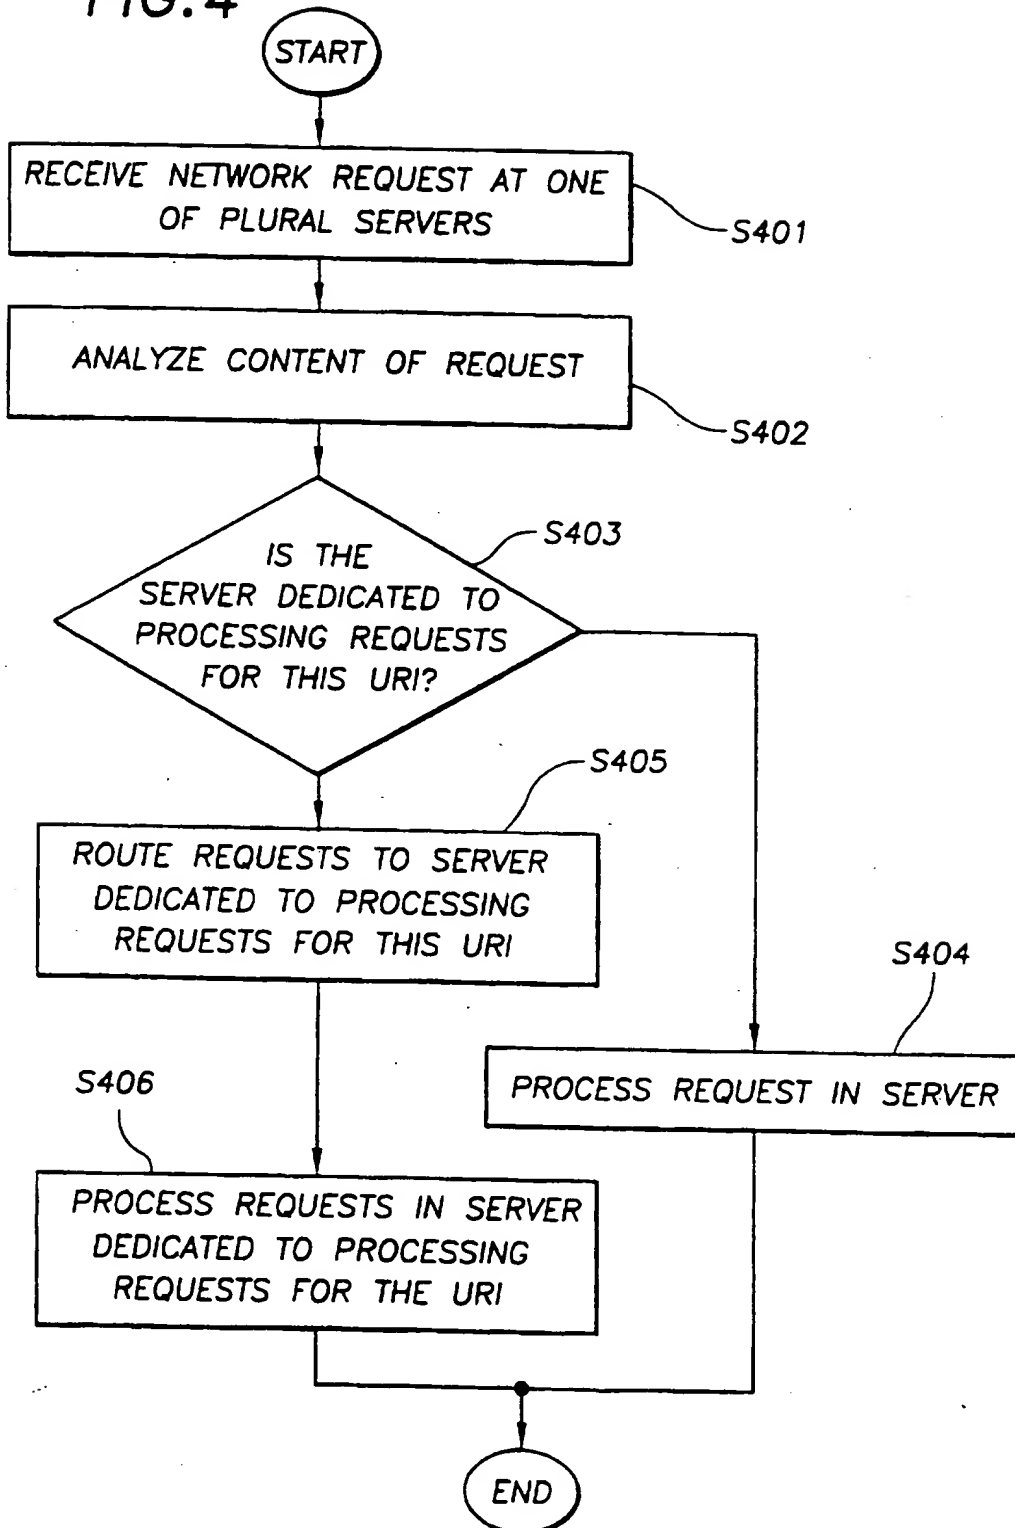 FIG. 4
START
RECEIVE NETWORK REQUEST AT ONE
OF PLURAL SERVERS
S401
ANALYZE CONTENT OF REQUEST
S402
IS THE
SERVER DEDICATED TO
PROCESSING REQUESTS
FOR THIS URI?
S403
S405
ROUTE REQUESTS TO SERVER
DEDICATED TO PROCESSING
REQUESTS FOR THIS URI
S404
PROCESS REQUEST IN SERVER
S406
PROCESS REQUESTS IN SERVER
DEDICATED TO PROCESSING
REQUESTS FOR THE URI
END